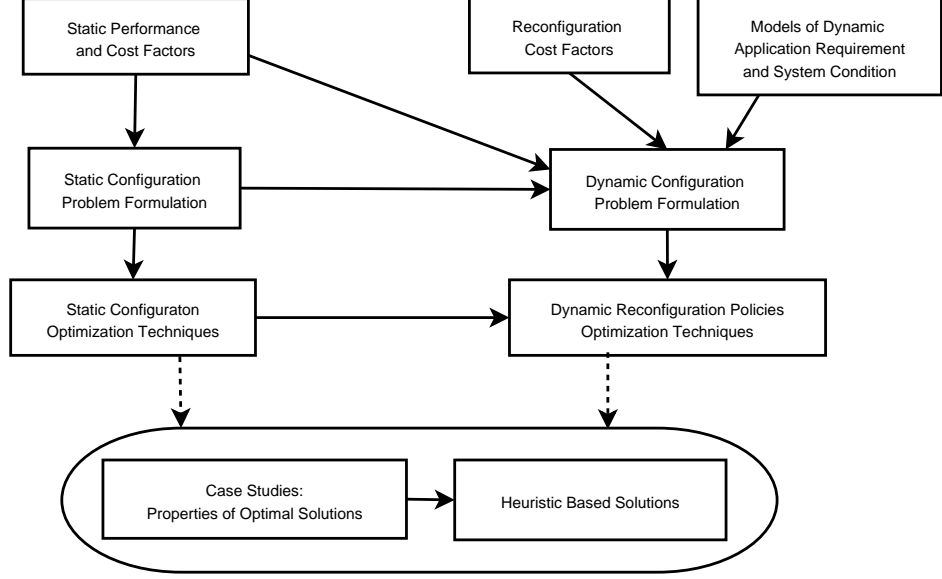 Static Performance
and Cost Factors
Reconfiguration
Cost Factors
Models of Dynamic
Application Requirement
and System Condition
Static Configuration
Problem Formulation
Dynamic Configuration
Problem Formulation
Static Configuraton
Optimization Techniques
Dynamic Reconfiguration Policies
Optimization Techniques
Case Studies:
Properties of Optimal Solutions
Heuristic Based Solutions